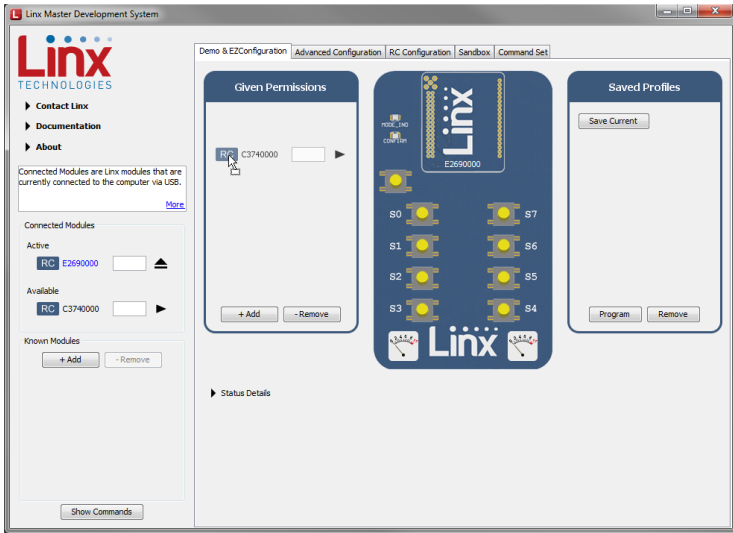 Linx Master Development System
Linx
TECHNOLOGIES
Contact Linx
Documentation
About
Connected Modules are Linx modules that are
currently connected to the computer via USB.
More
Connected Modules
Active
RC E2690000
Available
RC C3740000
Known Modules
+ Add - Remove
Show Commands
Demo & EZConfiguration Advanced Configuration RC Configuration Sandbox Command Set
Given Permissions
RC C3740000
+ Add - Remove
Linx
MODE_IND
CONFIRM
E2690000
S0 S7
S1 S6
S2 S5
S3 S4
Linx
Saved Profiles
Save Current
Program Remove
Status Details